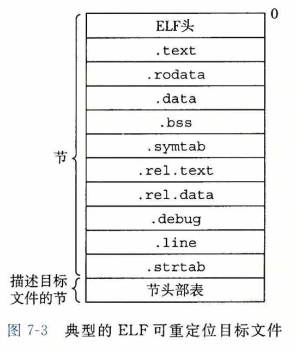 0
ELF头
.text
.rodata
.data
.bss
.symtab
.rel.text
.rel.data
.debug
.line
.strtab
节头部表
节
描述目标
文件的节
图 7-3 典型的 ELF 可重定位目标文件